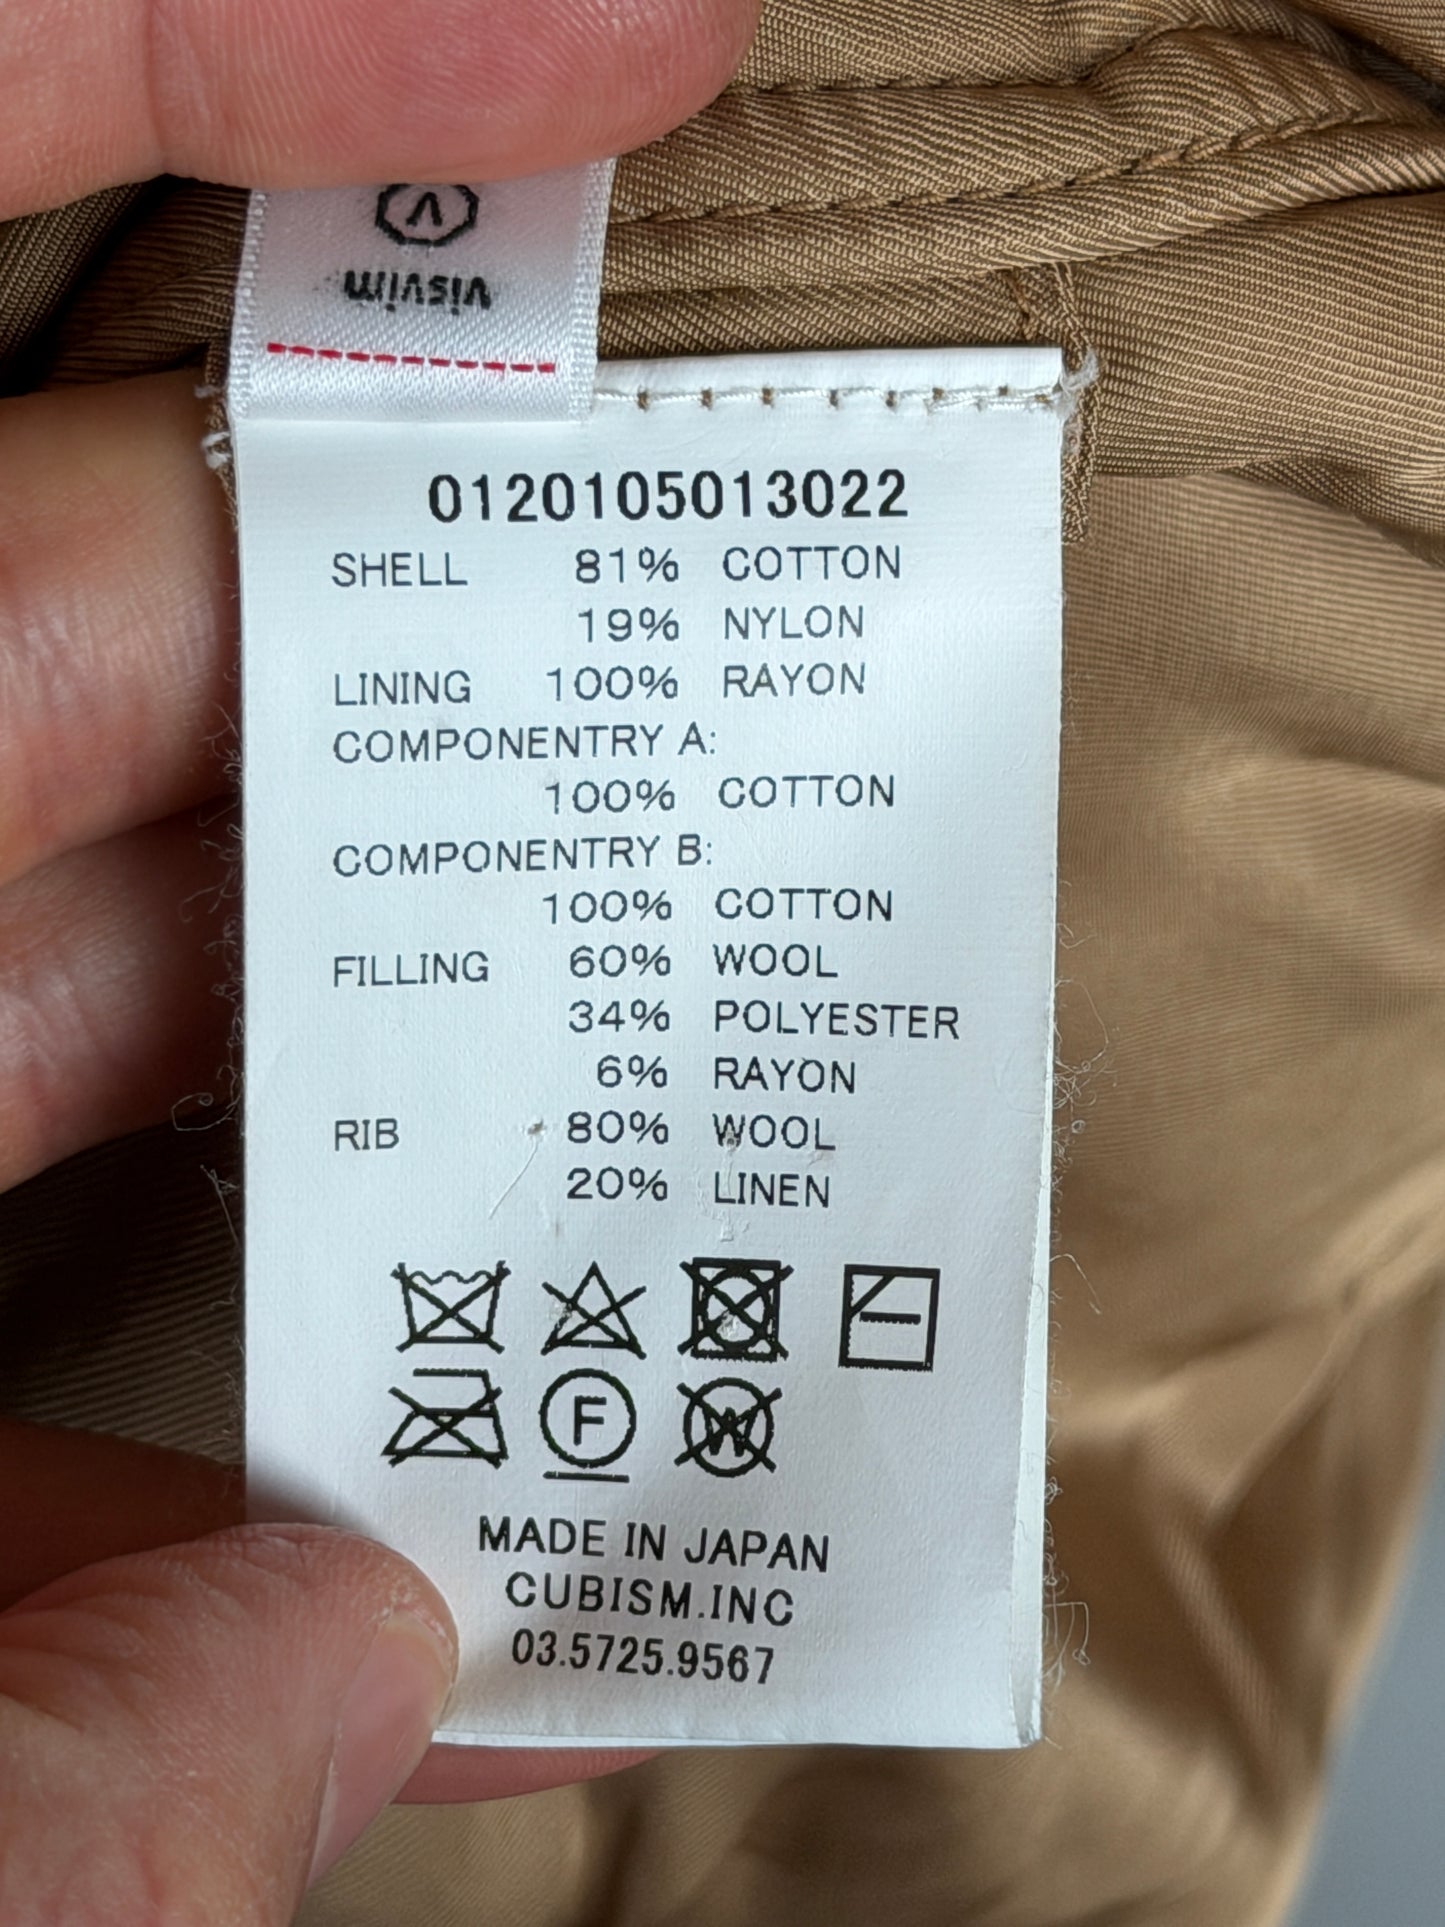 V
visvim
0120105013022
SHELL 81% COTTON
19% NYLON
LINING 100% RAYON
COMPONENTRY A:
100% COTTON
COMPONENTRY B:
100% COTTON
FILLING 60% WOOL
34% POLYESTER
6% RAYON
RIB 80% WOOL
20% LINEN
F W
MADE IN JAPAN
CUBISM.INC
03.5725.9567